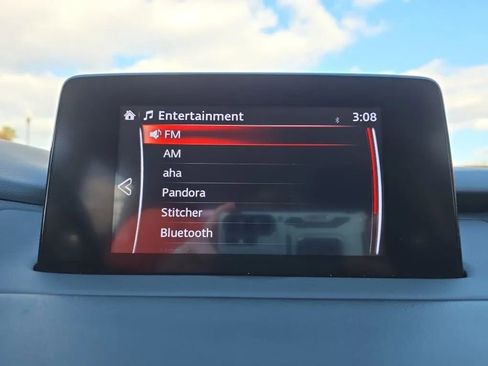 Entertainment 3:08
FM
AM
aha
Pandora
Stitcher
Bluetooth